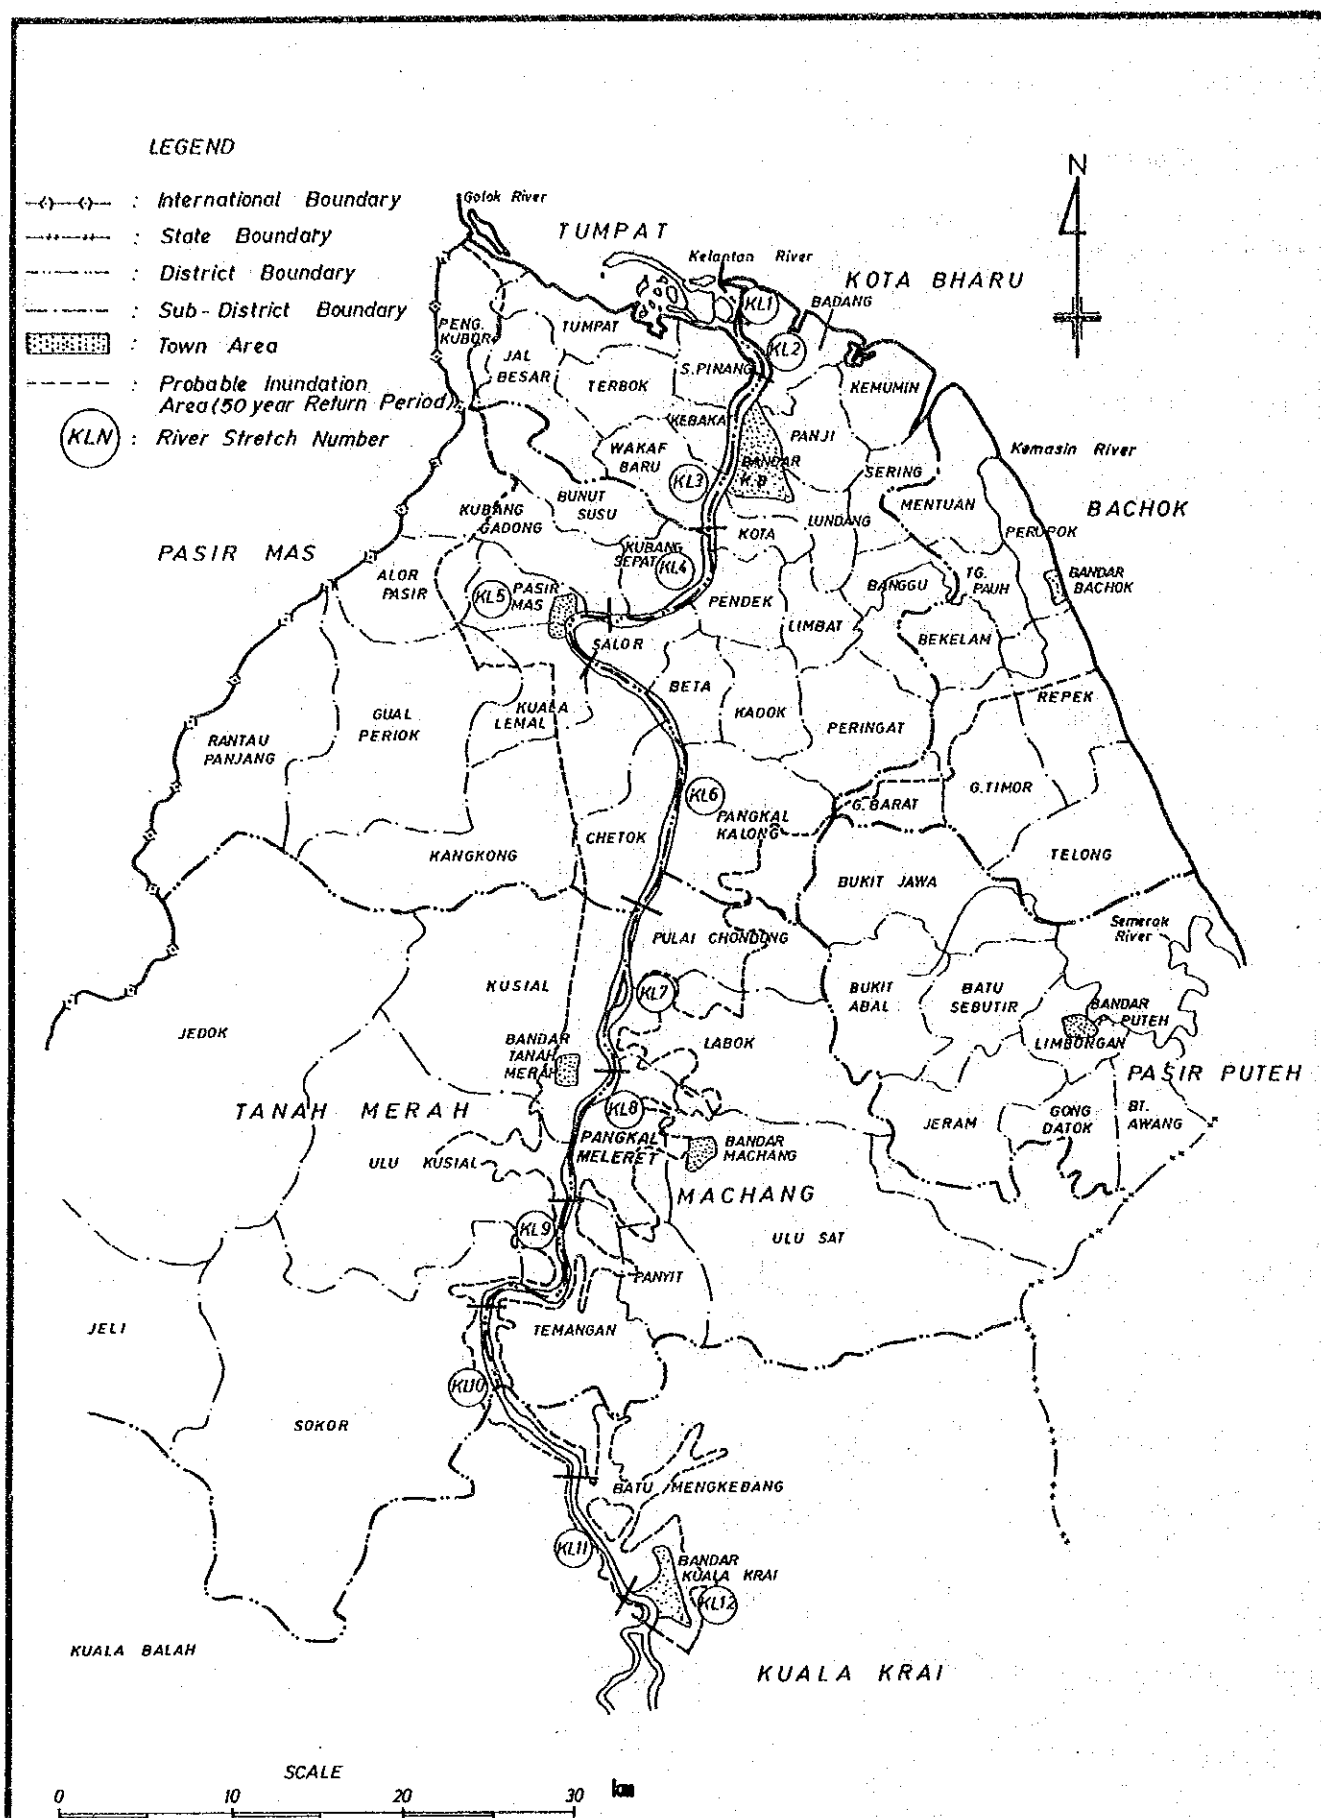 LEGEND
International Boundary
State Boundary
District Boundary
Sub-District Boundary
Town Area
Probable Inundation
Area (50 year Return Period)
KLN : River Stretch Number
N
Golok River
TUMPAT
Kelantan River
KOTA BHARU
KL1
BADANG
PENG.
KUBOR
TUMPAT
JAL
BESAR
TERBOK
S.PINANG
KL2
KEMUMIN
KEBAKA
WAKAF
BARU
PANJI
BANDAR
K.B
KL3
SERING
Kemasin River
BACHOK
MENTUAN
PERUPOK
KUBANG
GADONG
BUNUT
SUSU
LUNDANG
KOTA
PASIR MAS
KUBANG
SEPAT
KL4
ALOR
PASIR
KL5
PASIR
MAS
PENDEK
BANGGU
TG.
PAUH
BANDAR
BACHOK
LIMBAT
SALOR
BEKELAM
BETA
KADOK
REPEK
KUALA
LEMAL
GUAL
PERIOK
PERINGAT
RANTAU
PANJANG
KL6
PANGKAL
KALONG
G.BARAT
G.TIMOR
CHETOK
KANGKONG
TELONG
BUKIT JAWA
PULAI CHONDONG
Semerak
River
KUSIAL
KL7
BUKIT
ABAL
BATU
SEBUTIR
BANDAR
P. PUTEH
JEDOK
BANDAR
TANAH
MERAH
LABOK
LIMBONGAN
PASIR PUTEH
TANAH MERAH
KL8
JERAM
GONG
DATOK
BT.
AWANG
PANGKAL
MELERET
BANDAR
MACHANG
ULU KUSIAL
MACHANG
KL9
ULU SAT
PANYIT
JELI
TEMANGAN
KL10
SOKOR
BATU MENGKEBANG
KL11
BANDAR
KUALA KRAI
KL12
KUALA BALAH
KUALA KRAI
SCALE
0 10 20 30 km